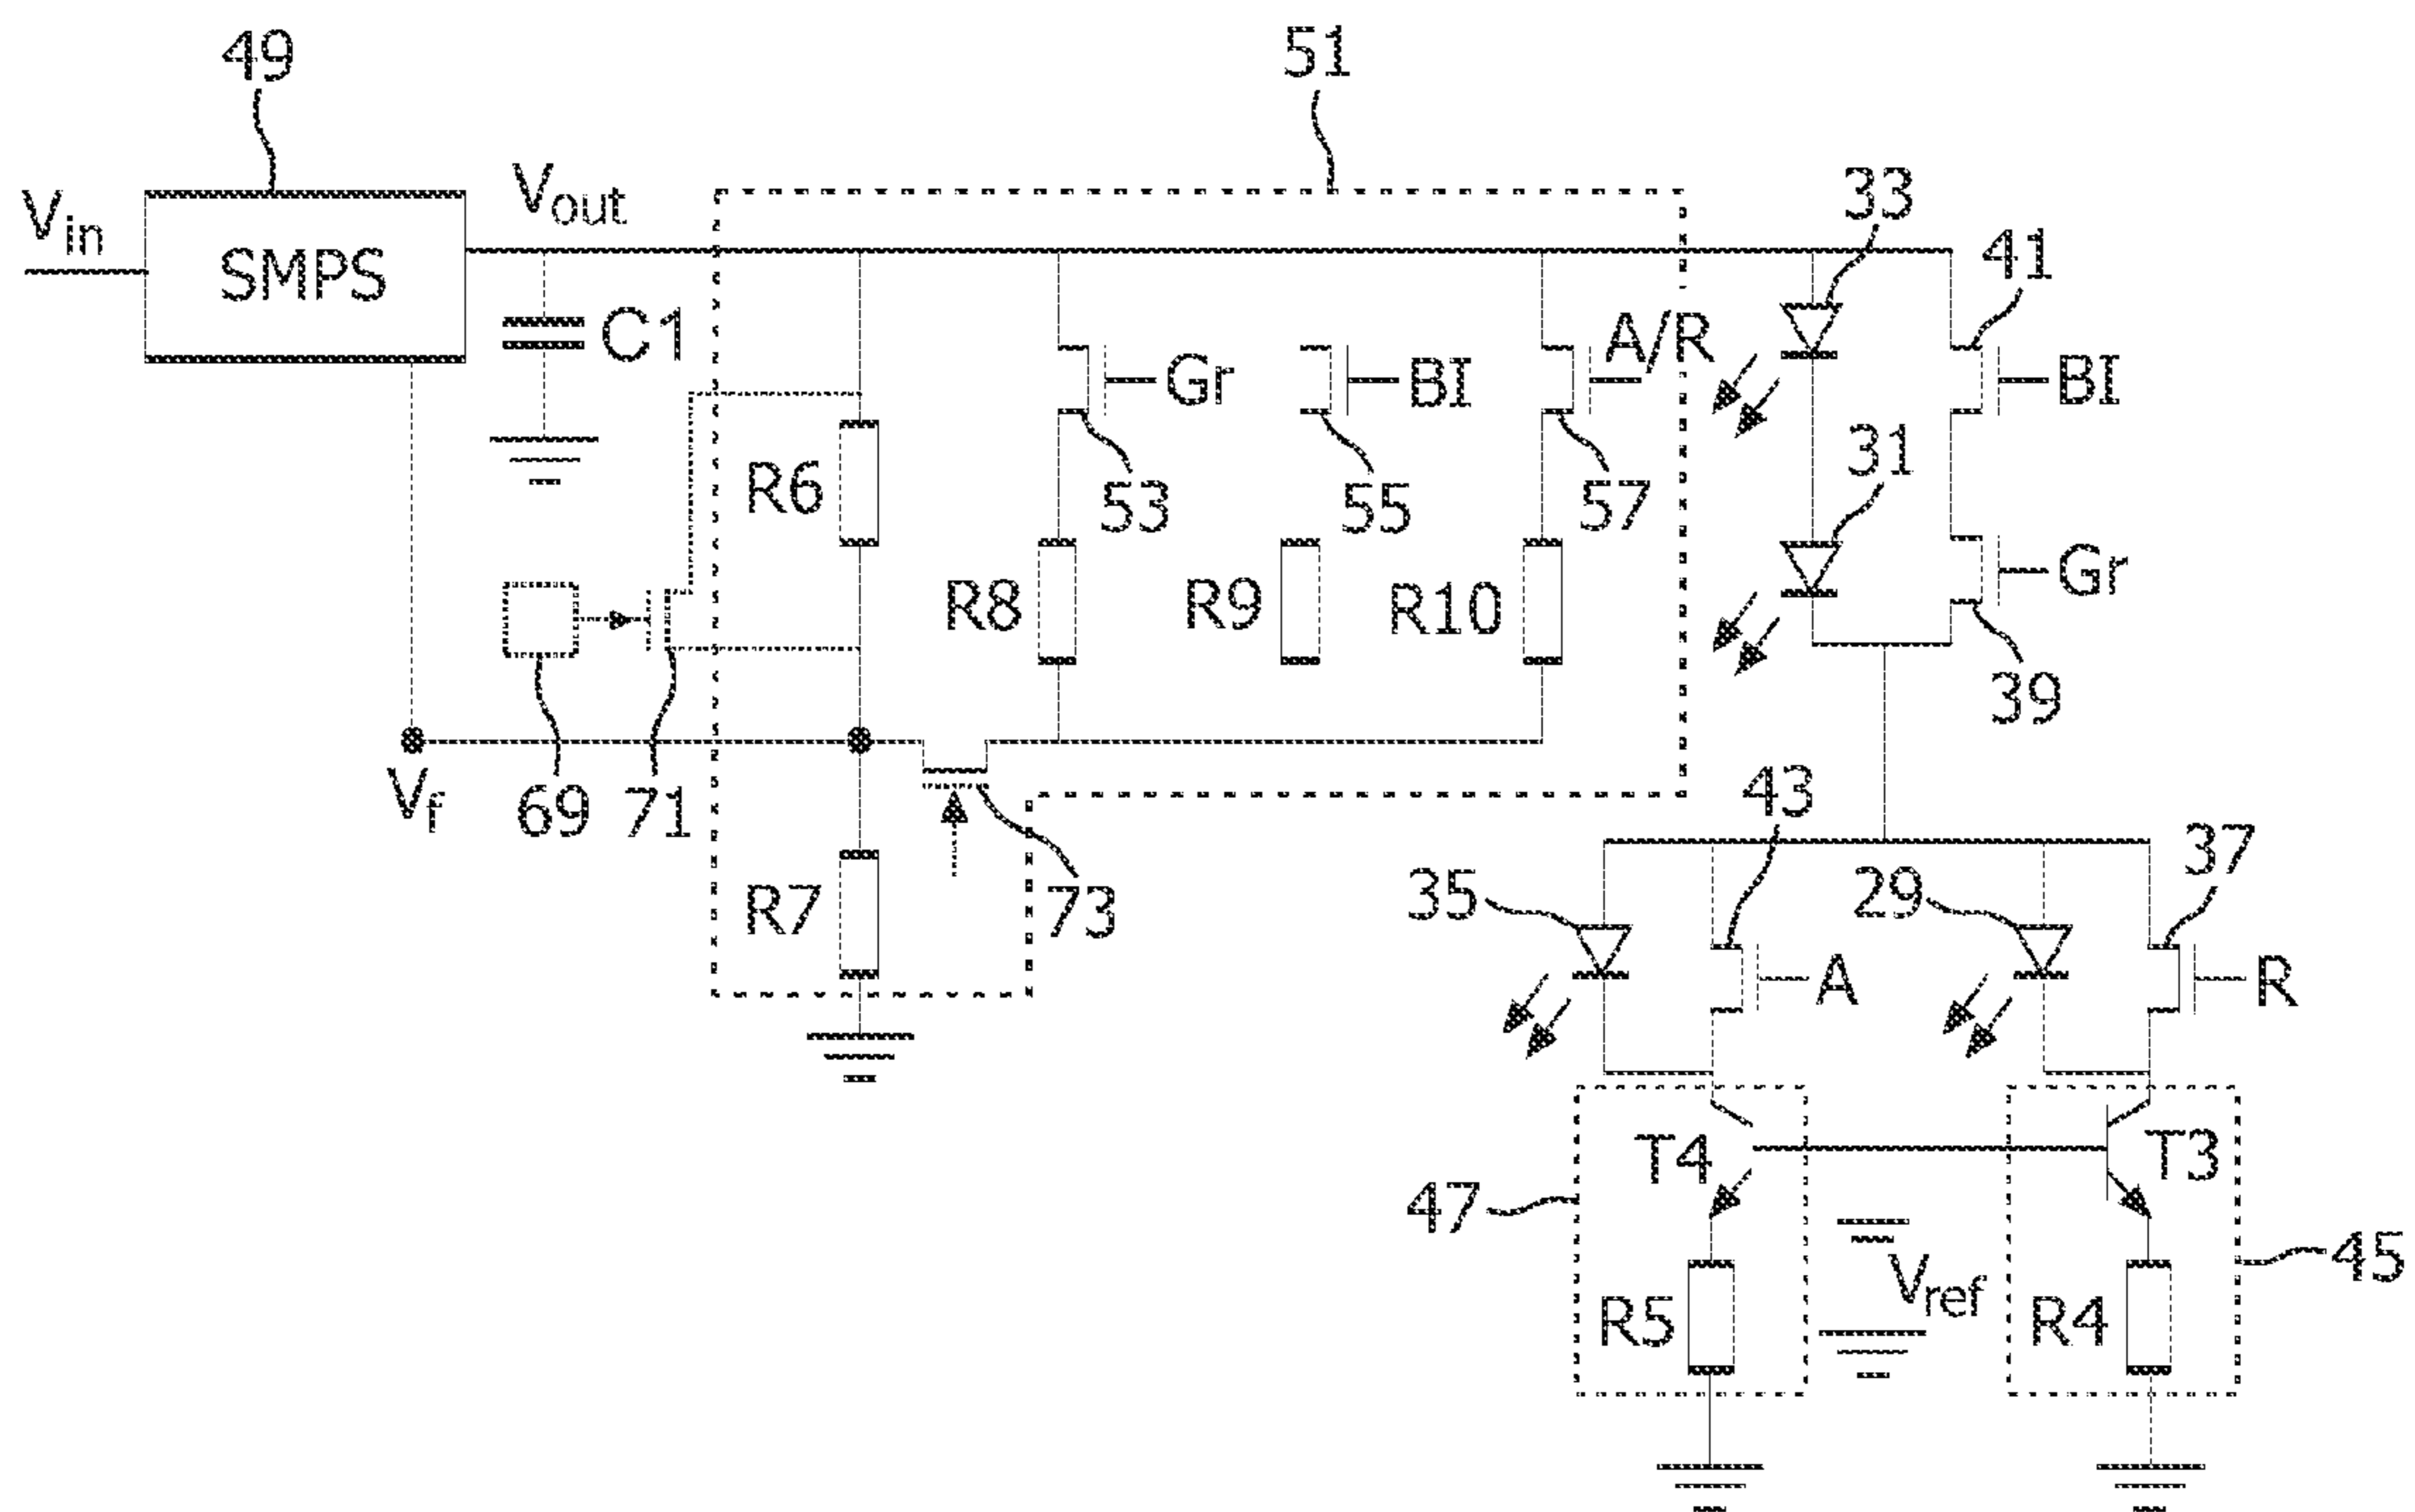 49
51
Vin
SMPS
Vout
C1
33
41
A/R
Gr
BI
BI
R6
53
55
57
31
R8
R9
R10
Gr
39
Vf
69
71
73
43
37
R7
35
29
A
R
T4
T3
47
45
Vref
R5
R4